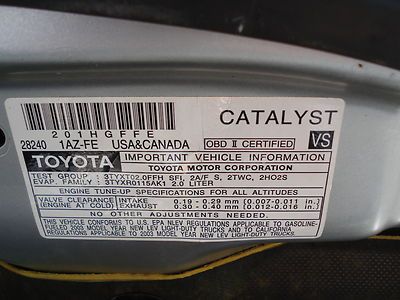 201HGFFE
CATALYST
28240 1AZ-FE USA&CANADA OBD II CERTIFIED VS
TOYOTA IMPORTANT VEHICLE INFORMATION
TOYOTA MOTOR CORPORATION
TEST GROUP : 3TYXT02.0FFH SFI, 2A/F S, 2TWC, 2HO2S
EVAP. FAMILY : 3TYXR0115AK1 2.0 LITER
ENGINE TUNE-UP SPECIFICATIONS FOR ALL ALTITUDES
VALVE CLEARANCE INTAKE 0.19 - 0.29 mm (0.007-0.011 in.)
(ENGINE AT COLD) EXHAUST 0.30 - 0.40 mm (0.012-0.016 in.)
NO OTHER ADJUSTMENTS NEEDED.
THIS VEHICLE CONFORMS TO U.S. EPA NLEV REGULATIONS APPLICABLE TO GASOLINE-
FUELED 2003 MODEL YEAR NEW LEV LIGHT-DUTY TRUCKS AND TO CALIFORNIA
REGULATIONS APPLICABLE TO 2003 MODEL YEAR NEW LEV LIGHT-DUTY TRUCKS.